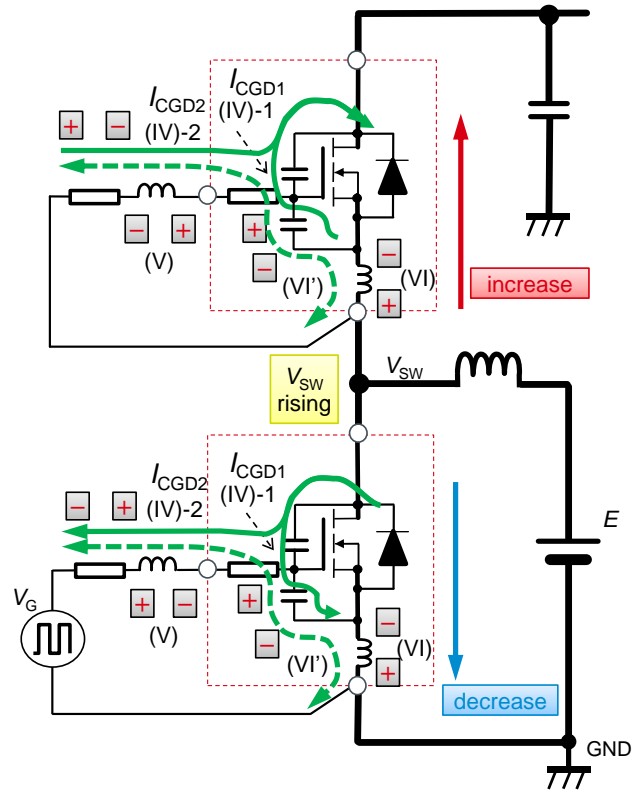 I_CGD2 I_CGD1
(IV)-2 (IV)-1
+ −
− +
(V)
+
−
(VI')
−
(VI)
+
increase
V_SW
rising
V_SW
I_CGD2 I_CGD1
(IV)-2 (IV)-1
− +
+ −
(V)
+
−
(VI')
−
(VI)
+
V_G
E
decrease
GND